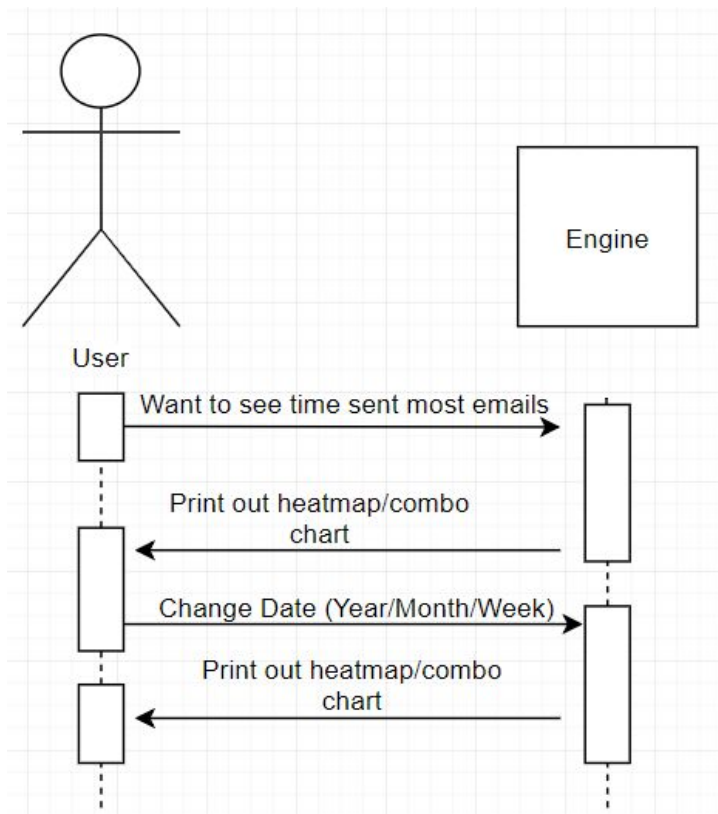 Engine
User
Want to see time sent most emails
Print out heatmap/combo
chart
Change Date (Year/Month/Week)
Print out heatmap/combo
chart